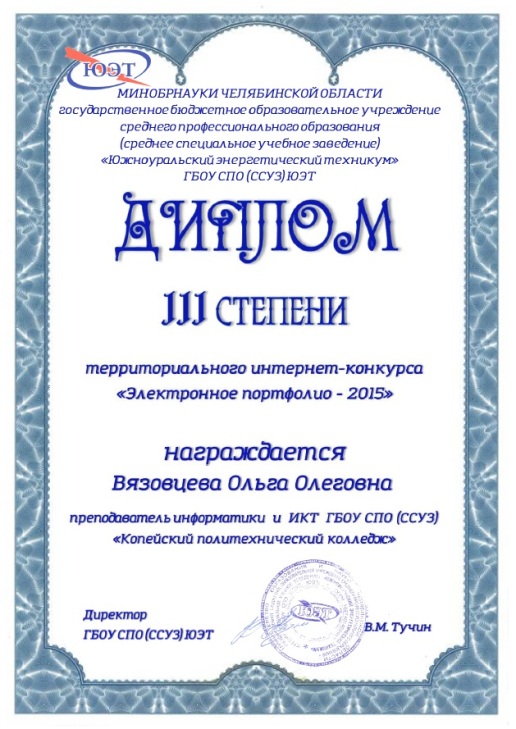 ЮЭТ
МИНОБРНАУКИ ЧЕЛЯБИНСКОЙ ОБЛАСТИ
государственное бюджетное образовательное учреждение
среднего профессионального образования
(среднее специальное учебное заведение)
«Южноуральский энергетический техникум»
ГБОУ СПО (ССУЗ) ЮЭТ
ДИПЛОМ
III СТЕПЕНИ
территориального интернет-конкурса
«Электронное портфолио - 2015»
награждается
Вязовцева Ольга Олеговна
преподаватель информатики и ИКТ ГБОУ СПО (ССУЗ)
«Копейский политехнический колледж»
Директор
ГБОУ СПО (ССУЗ) ЮЭТ
В.М. Тучин